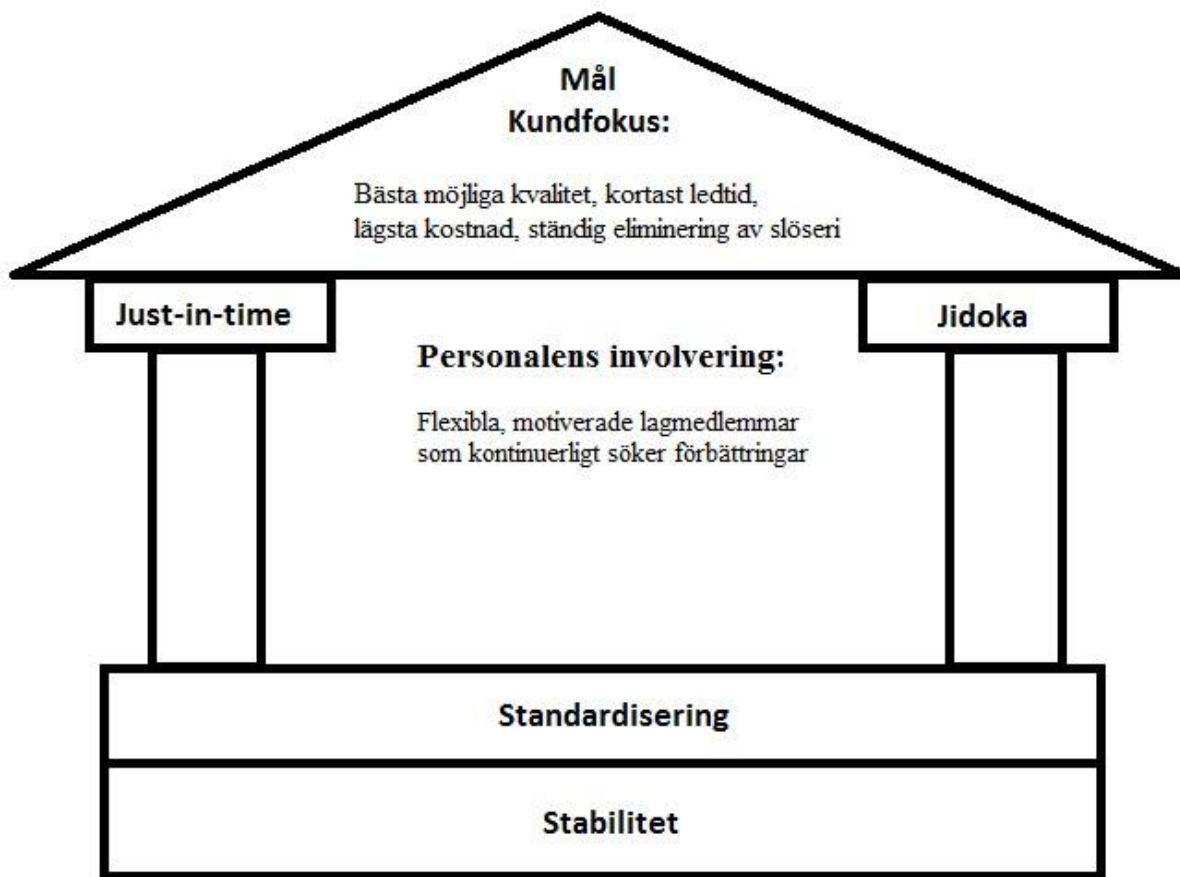 Mål
Kundfokus:
Bästa möjliga kvalitet, kortast ledtid,
lägsta kostnad, ständig eliminering av slöseri
Just-in-time
Jidoka
Personalens involvering:
Flexibla, motiverade lagmedlemmar
som kontinuerligt söker förbättringar
Standardisering
Stabilitet